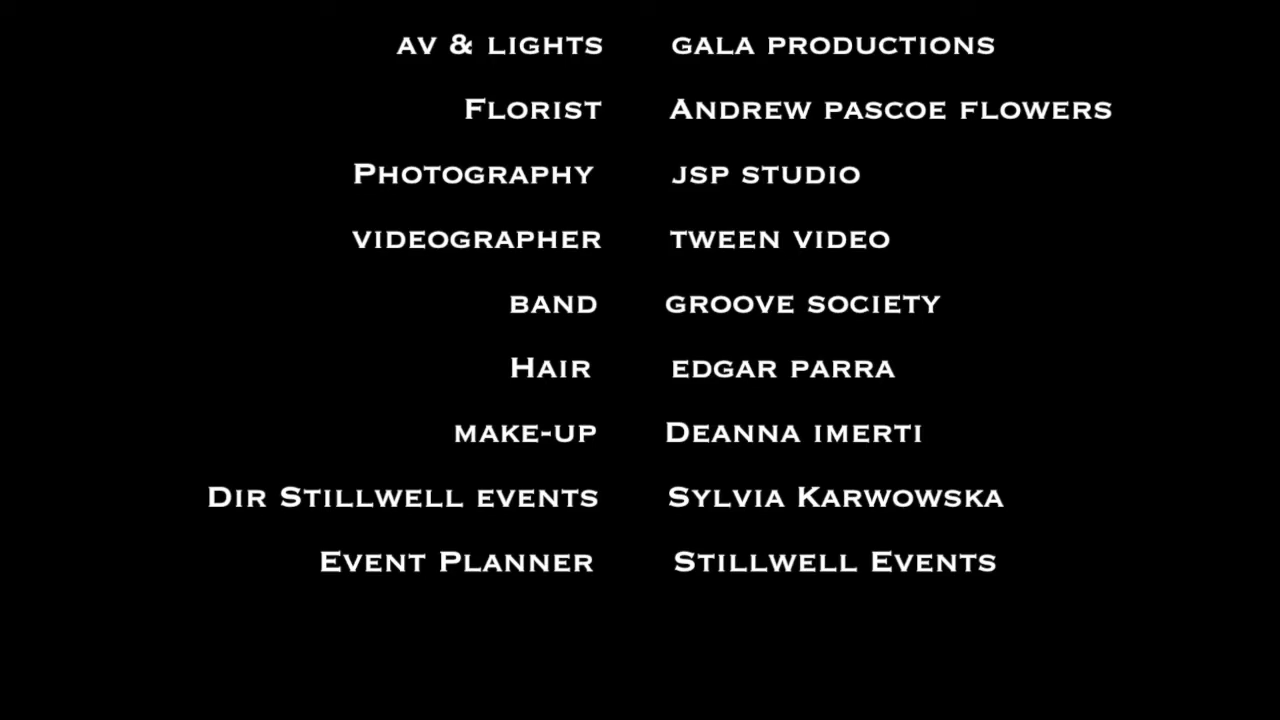 AV & LIGHTS GALA PRODUCTIONS
FLORIST ANDREW PASCOE FLOWERS
PHOTOGRAPHY JSP STUDIO
VIDEOGRAPHER TWEEN VIDEO
BAND GROOVE SOCIETY
HAIR EDGAR PARRA
MAKE-UP DEANNA IMERTI
DIR STILLWELL EVENTS SYLVIA KARWOWSKA
EVENT PLANNER STILLWELL EVENTS